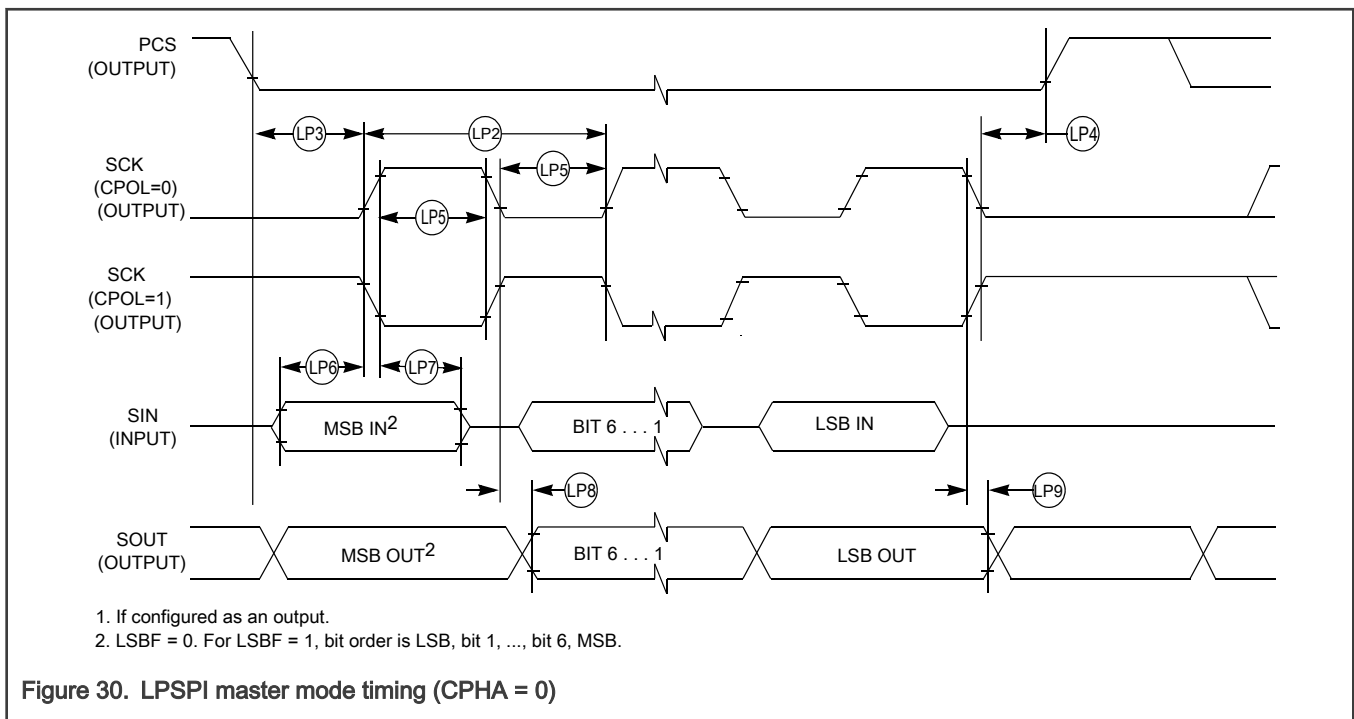 PCS
(OUTPUT)
LP3
LP2
LP4
SCK
(CPOL=0)
(OUTPUT)
LP5
LP5
SCK
(CPOL=1)
(OUTPUT)
LP6
LP7
SIN
(INPUT)
MSB IN2
BIT 6 . . . 1
LSB IN
LP8
LP9
SOUT
(OUTPUT)
MSB OUT2
BIT 6 . . . 1
LSB OUT
1. If configured as an output.
2. LSBF = 0. For LSBF = 1, bit order is LSB, bit 1, ..., bit 6, MSB.
Figure 30. LPSPI master mode timing (CPHA = 0)